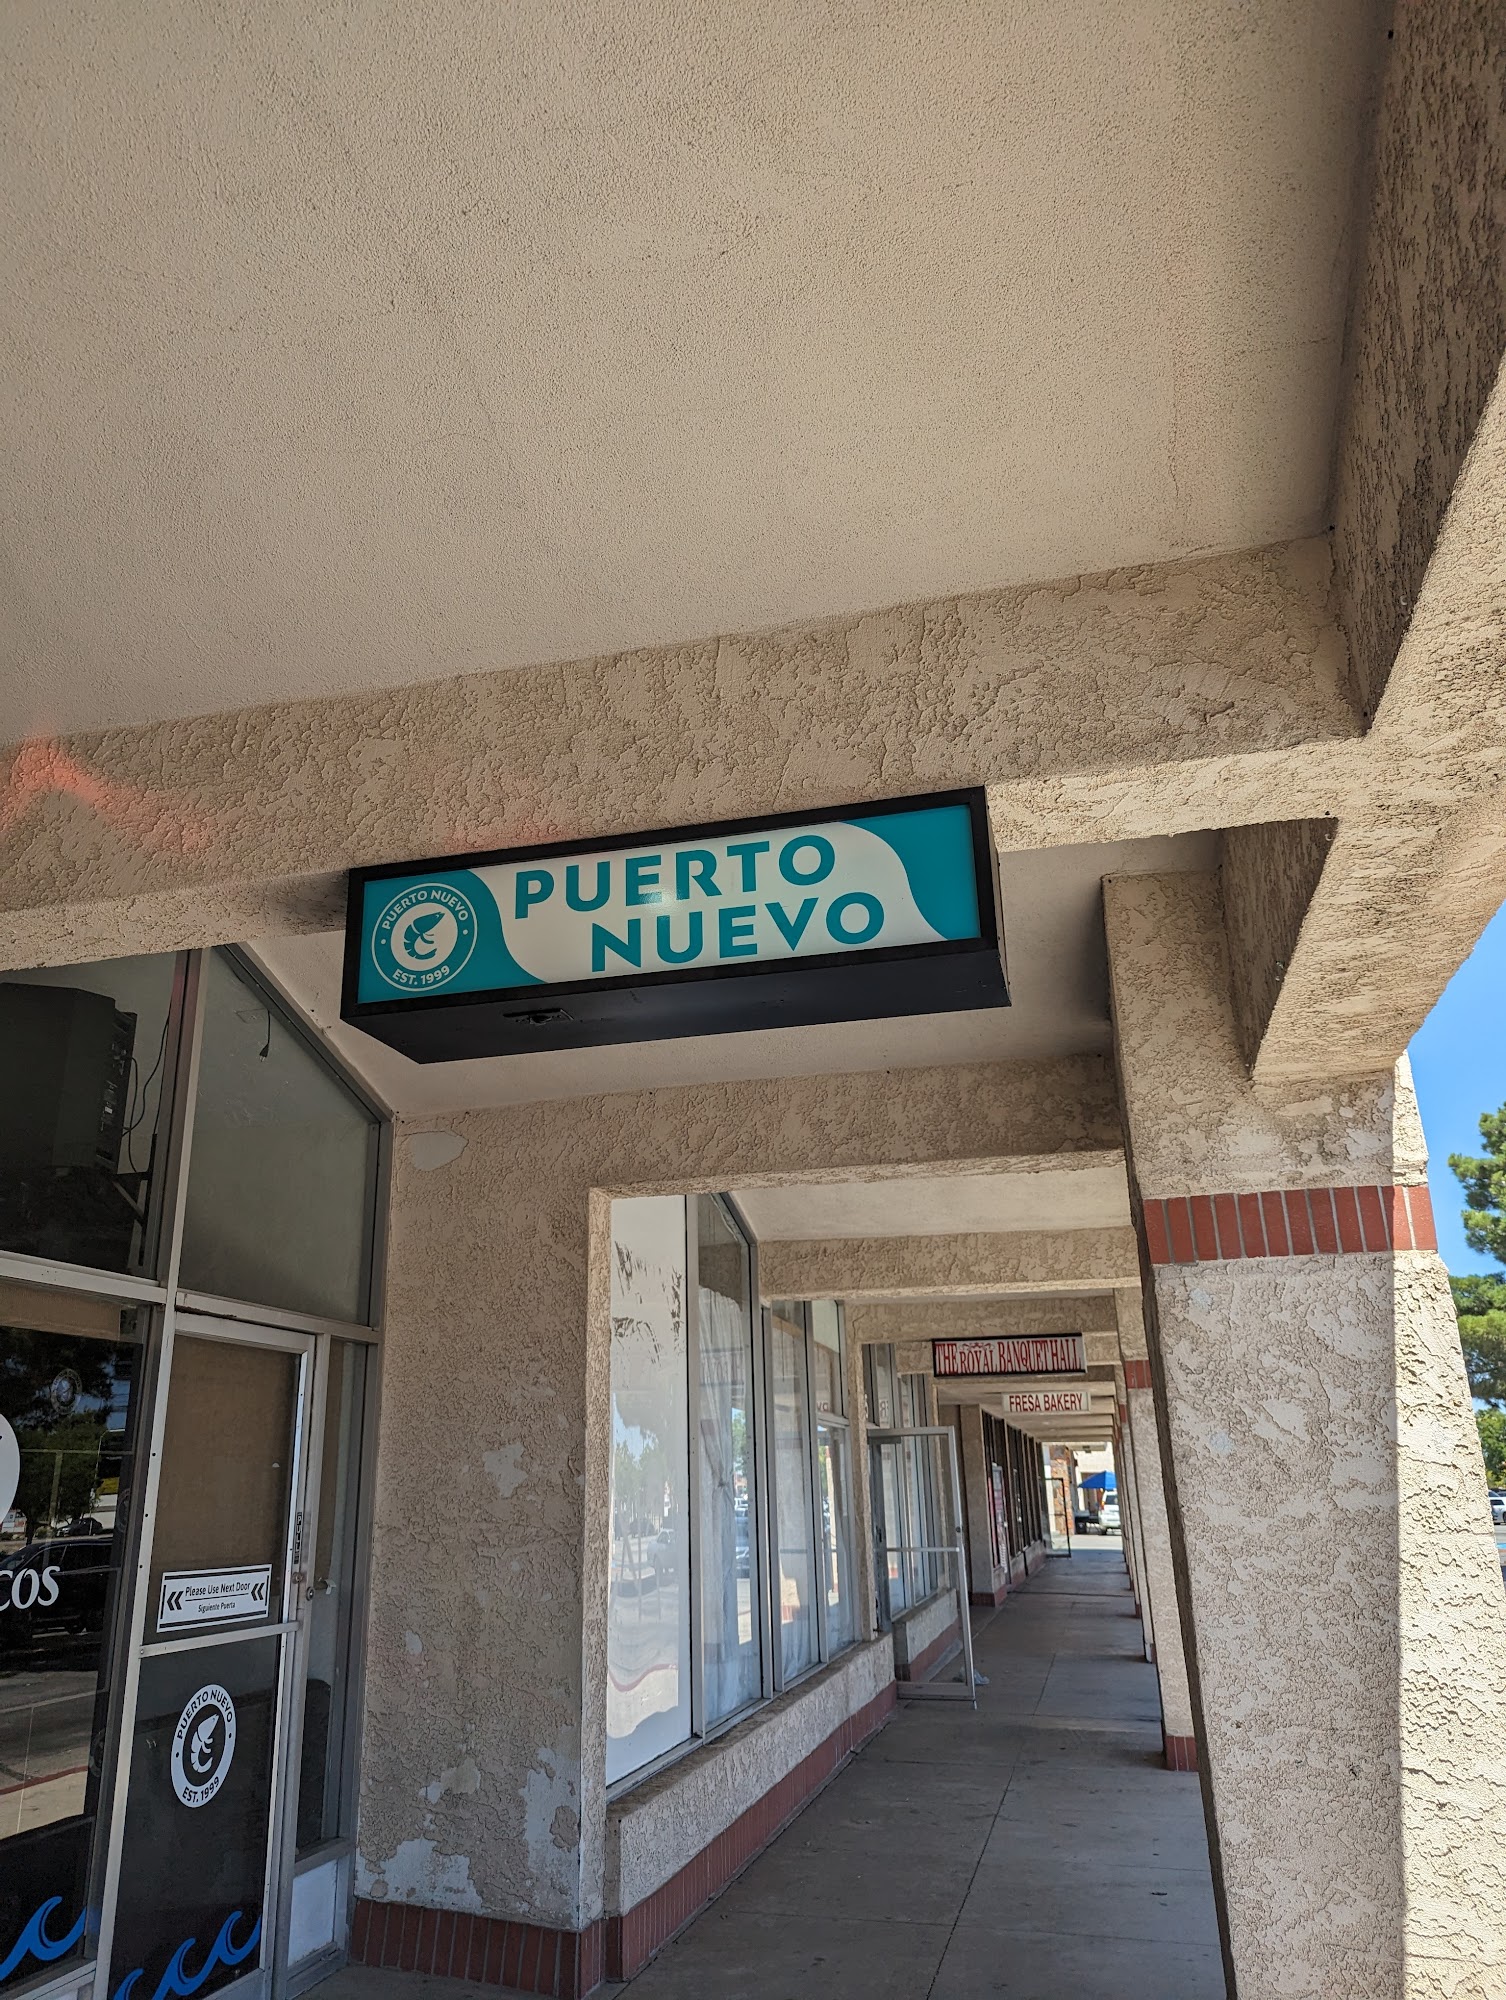 PUERTO NUEVO
EST. 1999
PUERTO
NUEVO
THE ROYAL BANQUET HALL
FRESA BAKERY
COS
Please Use Next Door
Siguiente Puerta
PUERTO NUEVO
EST. 1999